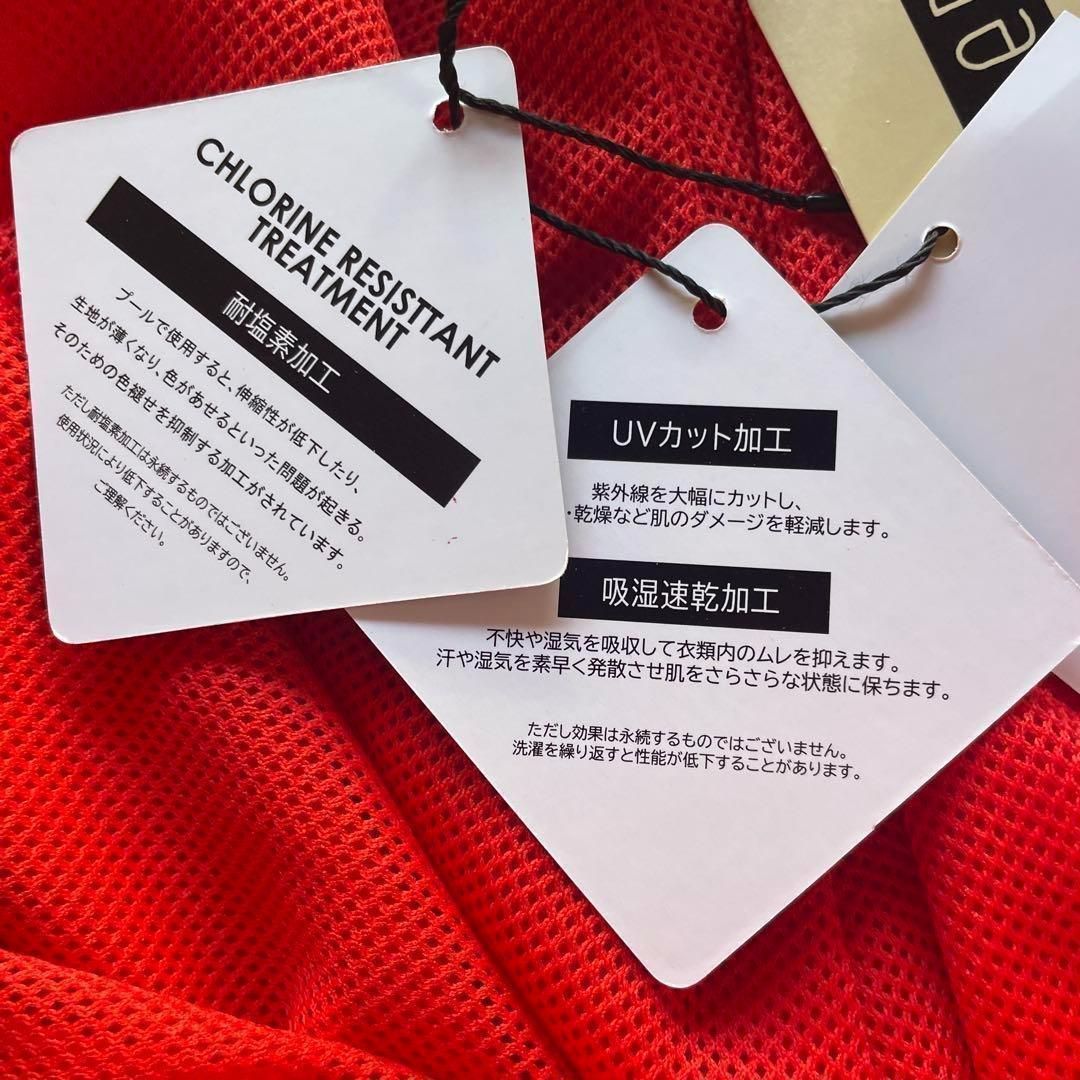 CHLORINE RESISTTANT
TREATMENT
耐塩素加工
プールで使用すると、伸縮性が低下したり、
生地が薄くなり、色があせるといった問題が起きる。
そのための色褪せを抑制する加工がされています。
ただし耐塩素加工は永続するものではございません。
使用状況により低下することがありますので、
ご理解ください。
UVカット加工
紫外線を大幅にカットし、
・乾燥など肌のダメージを軽減します。
吸湿速乾加工
不快や湿気を吸収して衣類内のムレを抑えます。
汗や湿気を素早く発散させ肌をさらさらな状態に保ちます。
ただし効果は永続するものではございません。
洗濯を繰り返すと性能が低下することがあります。